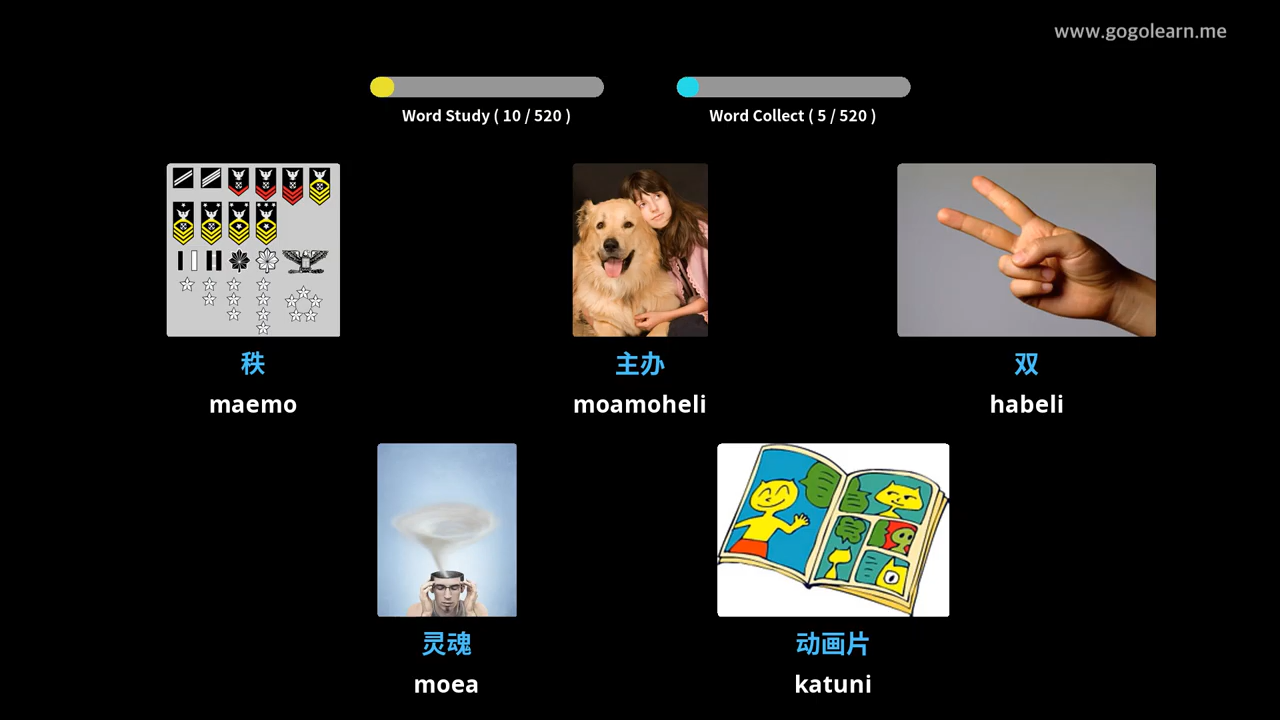 www.gogolearn.me
Word Study ( 10 / 520 )
Word Collect ( 5 / 520 )
秩
maemo
主办
moamoheli
双
habeli
灵魂
moea
动画片
katuni